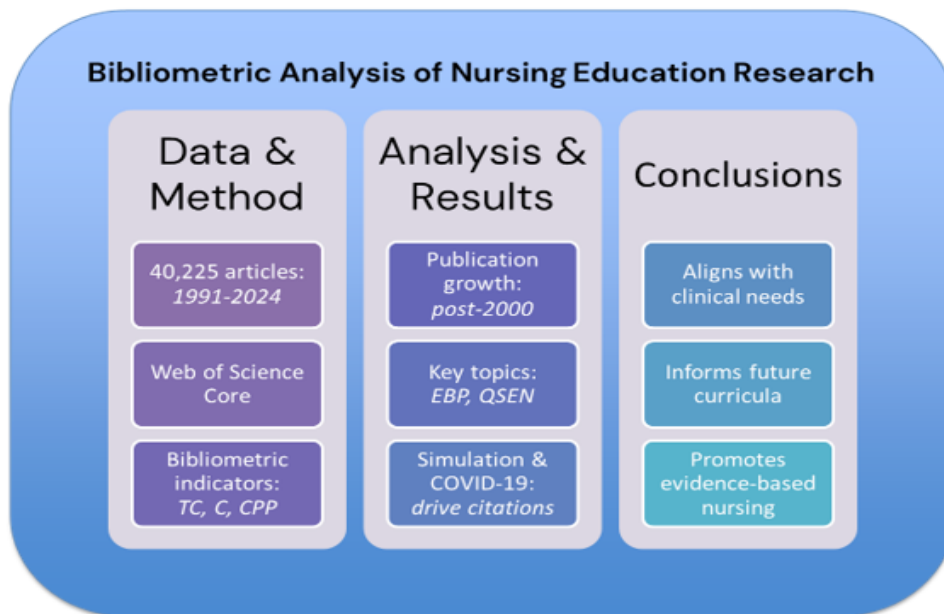 Bibliometric Analysis of Nursing Education Research
Data &
Method
40,225 articles:
1991-2024
Web of Science
Core
Bibliometric
indicators:
TC, C, CPP
Analysis &
Results
Publication
growth:
post-2000
Key topics:
EBP, QSEN
Simulation &
COVID-19:
drive citations
Conclusions
Aligns with
clinical needs
Informs future
curricula
Promotes
evidence-based
nursing